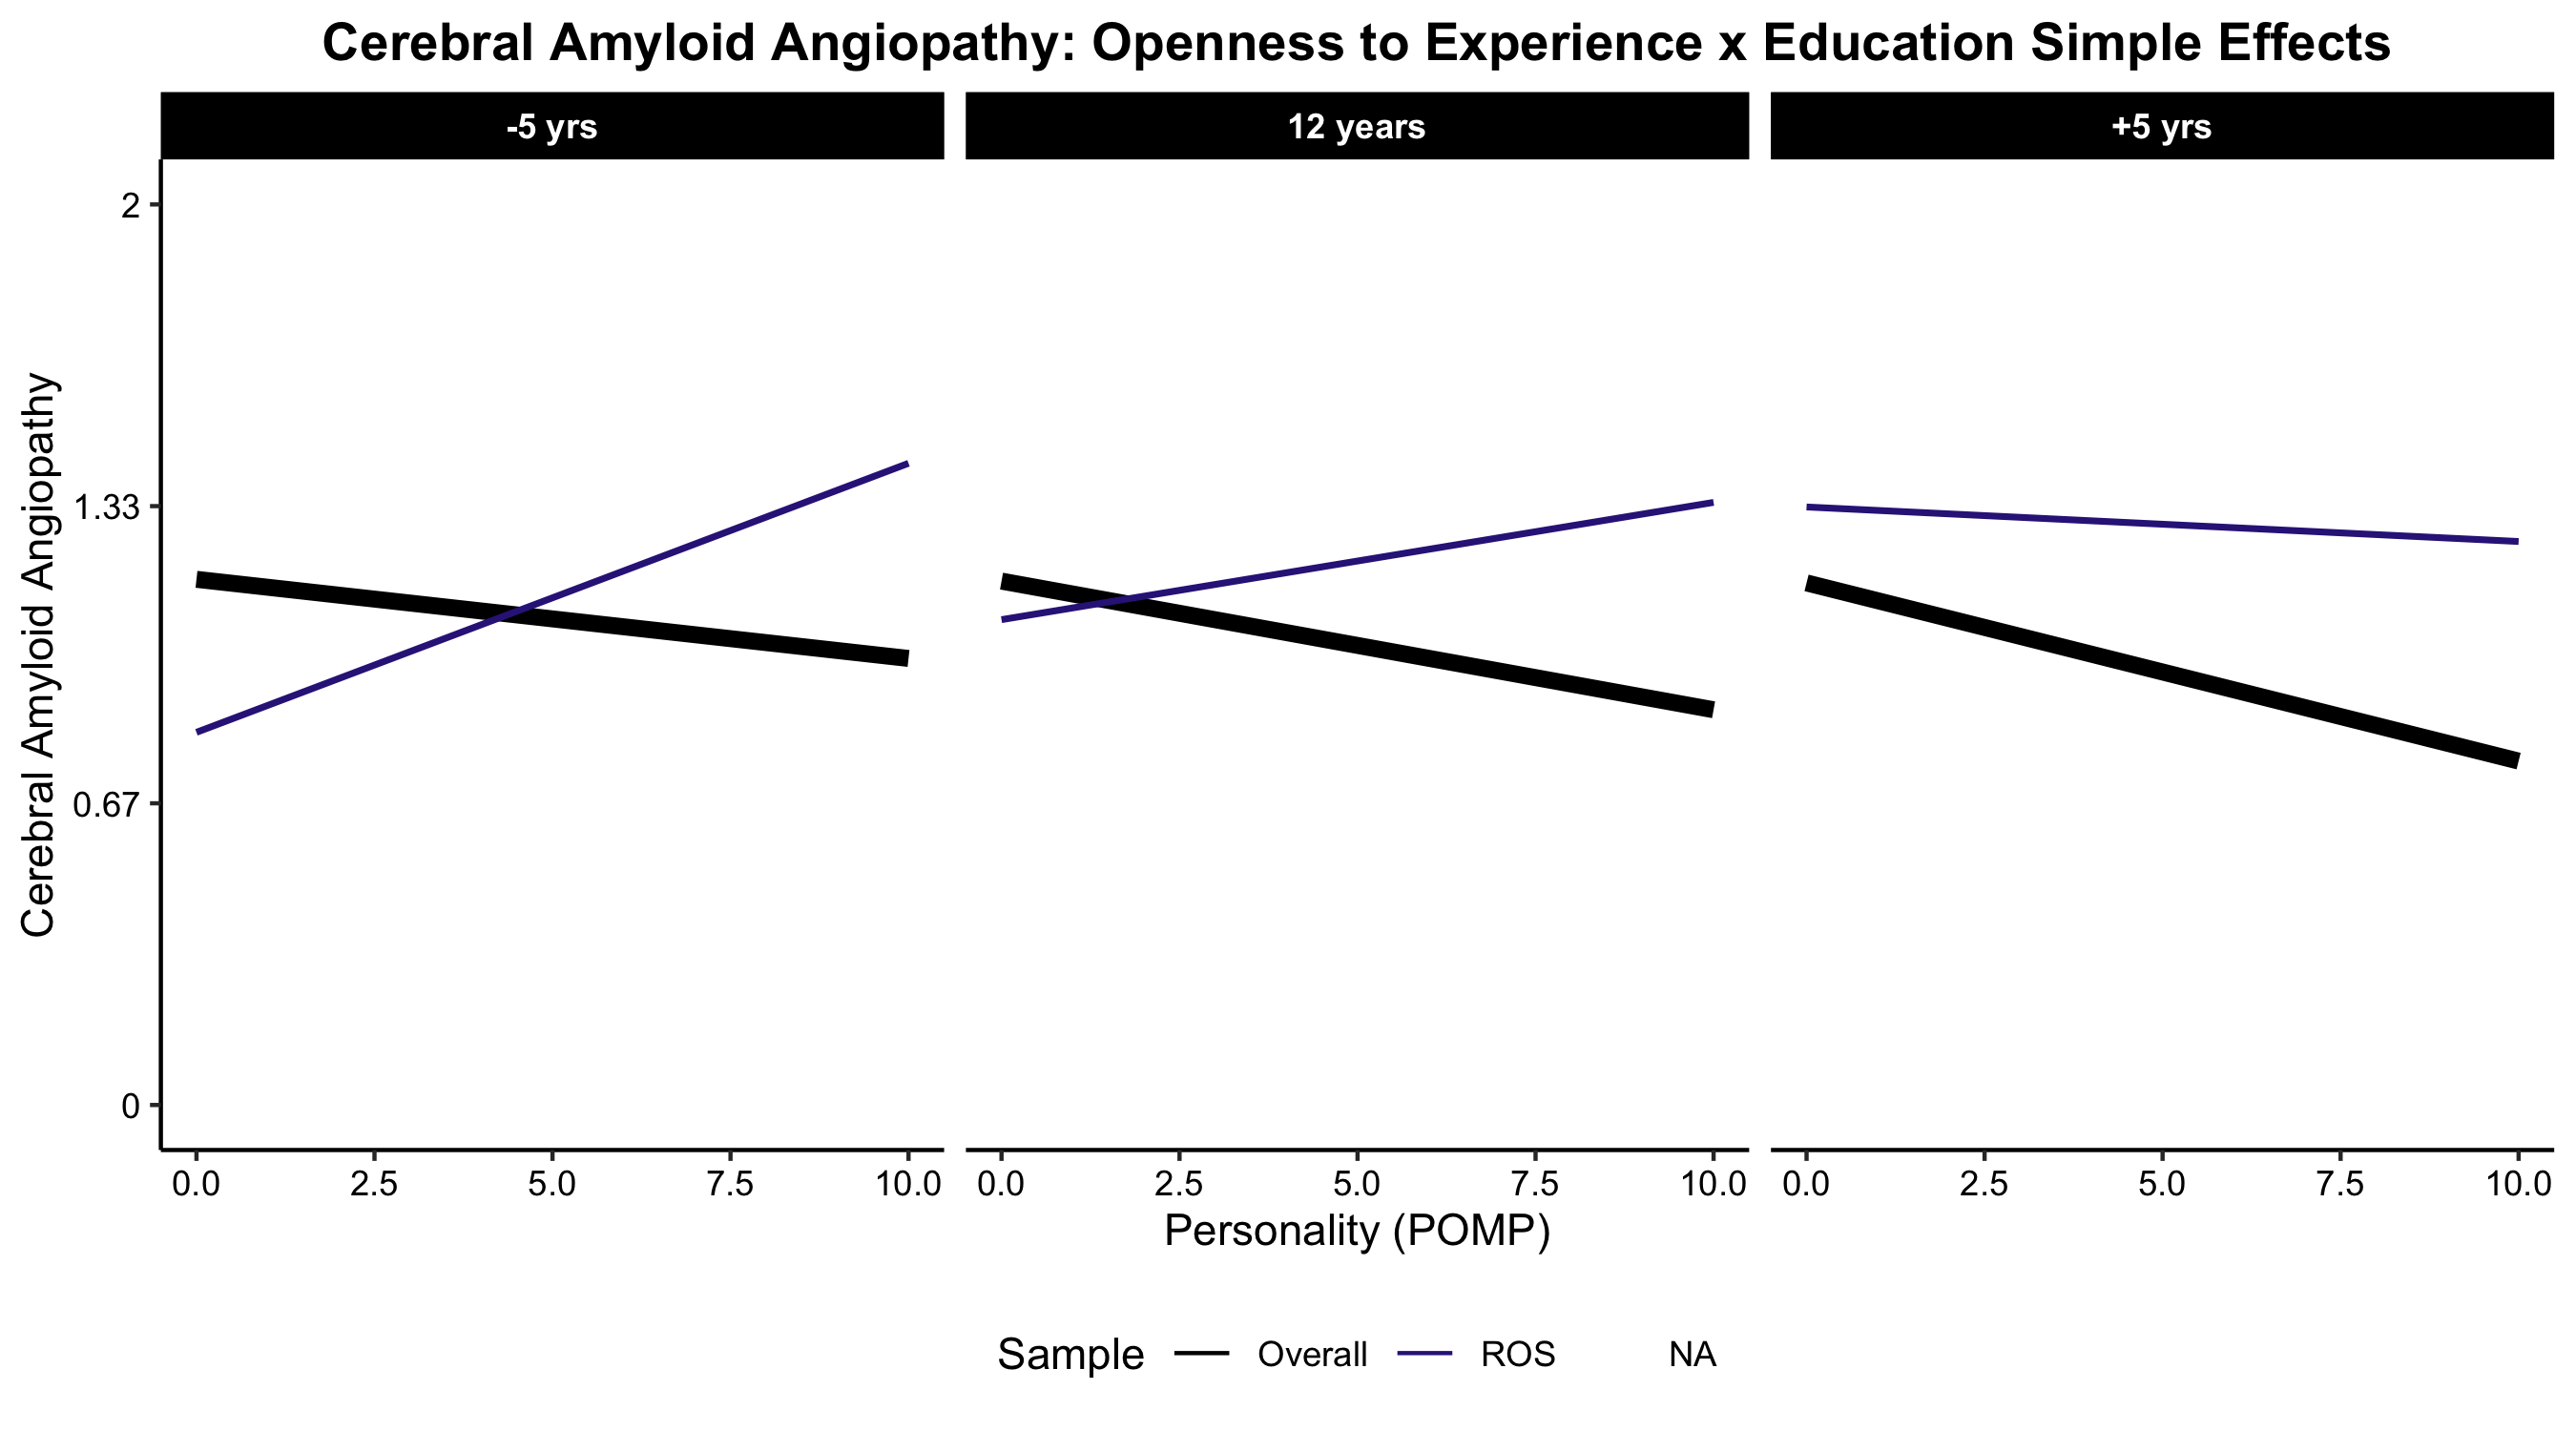 Cerebral Amyloid Angiopathy: Openness to Experience x Education Simple Effects
-5 yrs
12 years
+5 yrs
Cerebral Amyloid Angiopathy
2
1.33
0.67
0
0.0 2.5 5.0 7.5 10.0
0.0 2.5 5.0 7.5 10.0
0.0 2.5 5.0 7.5 10.0
Personality (POMP)
Sample Overall ROS NA